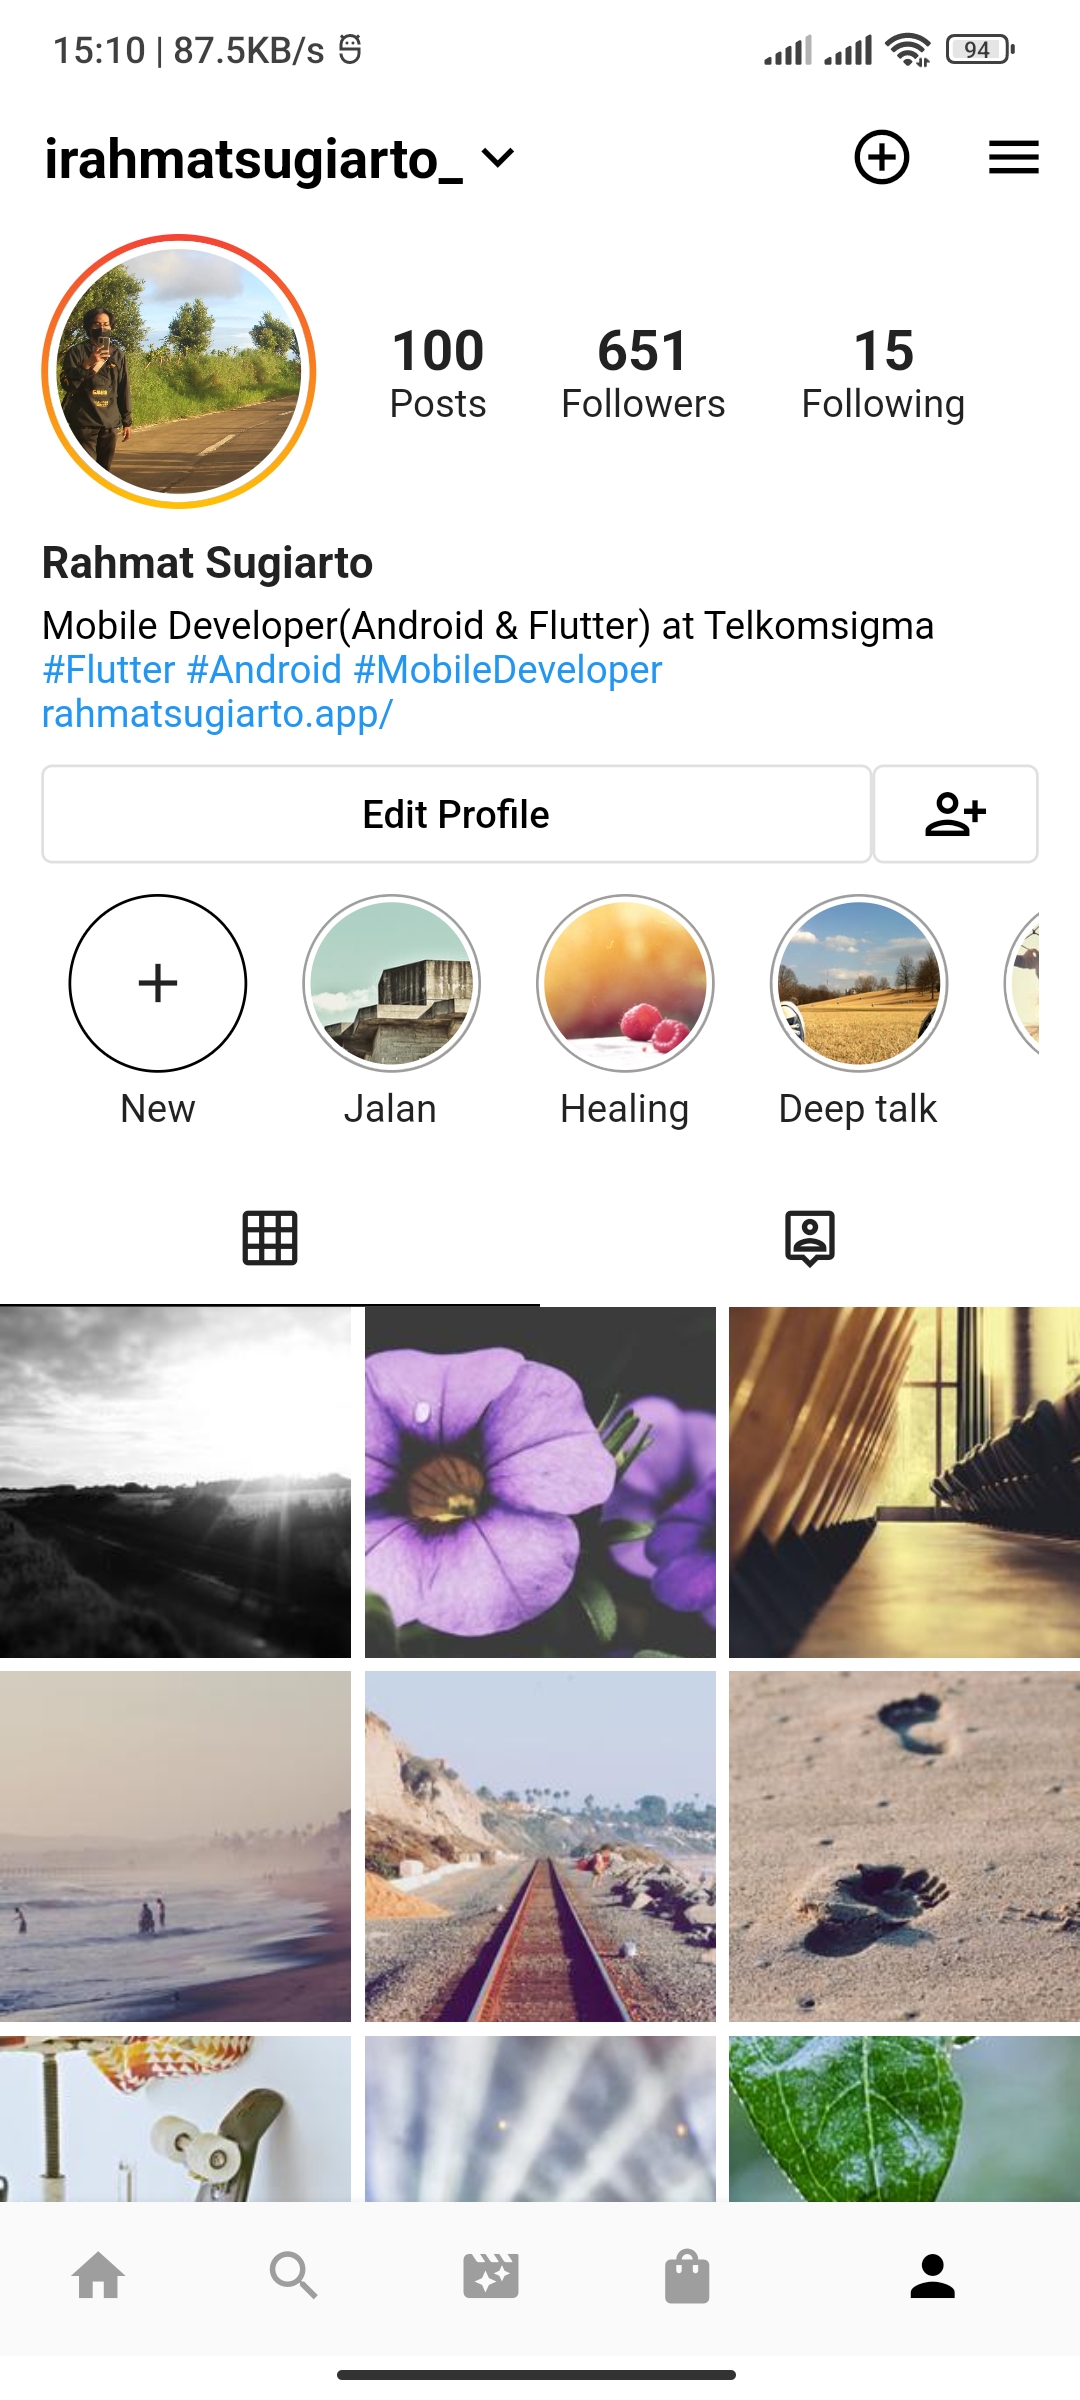 15:10 | 87.5KB/s 94
irahmatsugiarto_
100 651 15
Posts Followers Following
Rahmat Sugiarto
Mobile Developer(Android & Flutter) at Telkomsigma
#Flutter #Android #MobileDeveloper
rahmatsugiarto.app/
Edit Profile
New Jalan Healing Deep talk